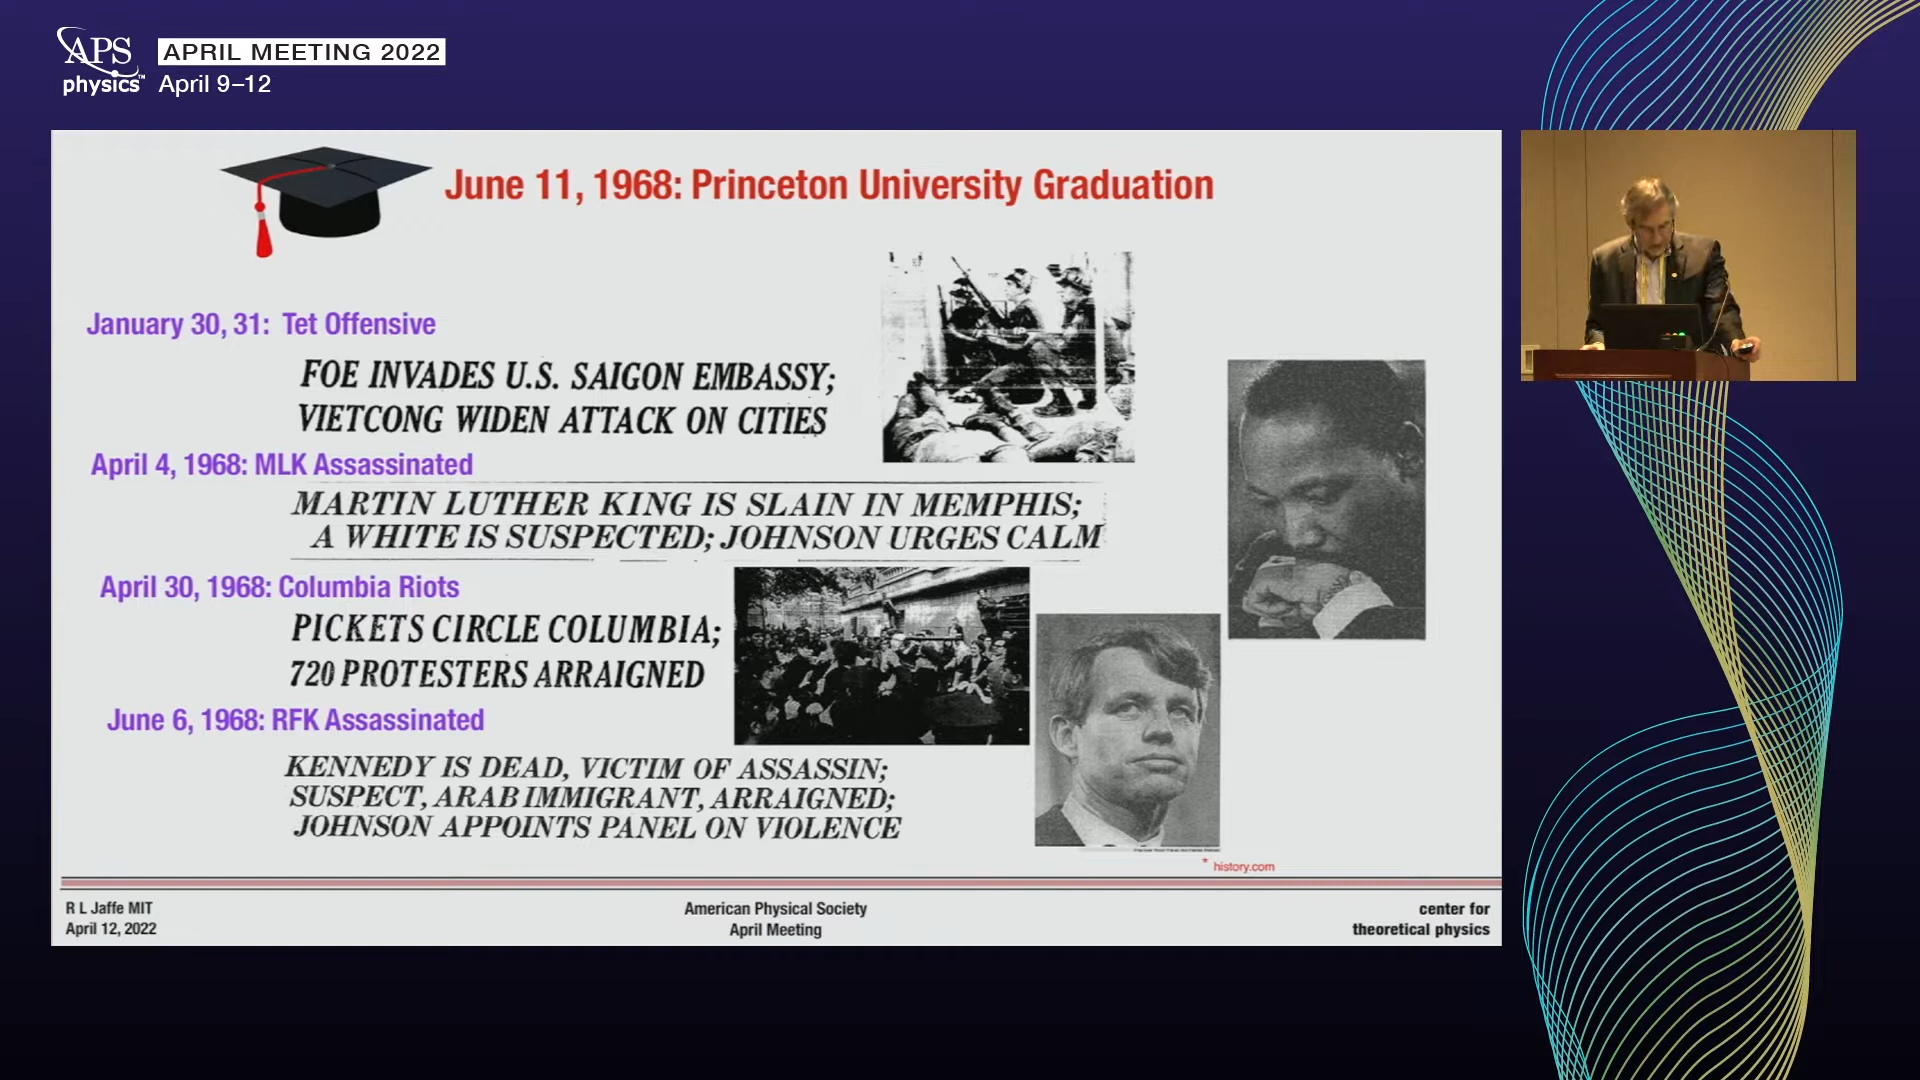 APS
physics™
APRIL MEETING 2022
April 9–12
June 11, 1968: Princeton University Graduation
January 30, 31: Tet Offensive
FOE INVADES U.S. SAIGON EMBASSY;
VIETCONG WIDEN ATTACK ON CITIES
April 4, 1968: MLK Assassinated
MARTIN LUTHER KING IS SLAIN IN MEMPHIS;
A WHITE IS SUSPECTED; JOHNSON URGES CALM
April 30, 1968: Columbia Riots
PICKETS CIRCLE COLUMBIA;
720 PROTESTERS ARRAIGNED
June 6, 1968: RFK Assassinated
KENNEDY IS DEAD, VICTIM OF ASSASSIN;
SUSPECT, ARAB IMMIGRANT, ARRAIGNED;
JOHNSON APPOINTS PANEL ON VIOLENCE
* history.com
R L Jaffe MIT
April 12, 2022
American Physical Society
April Meeting
center for
theoretical physics